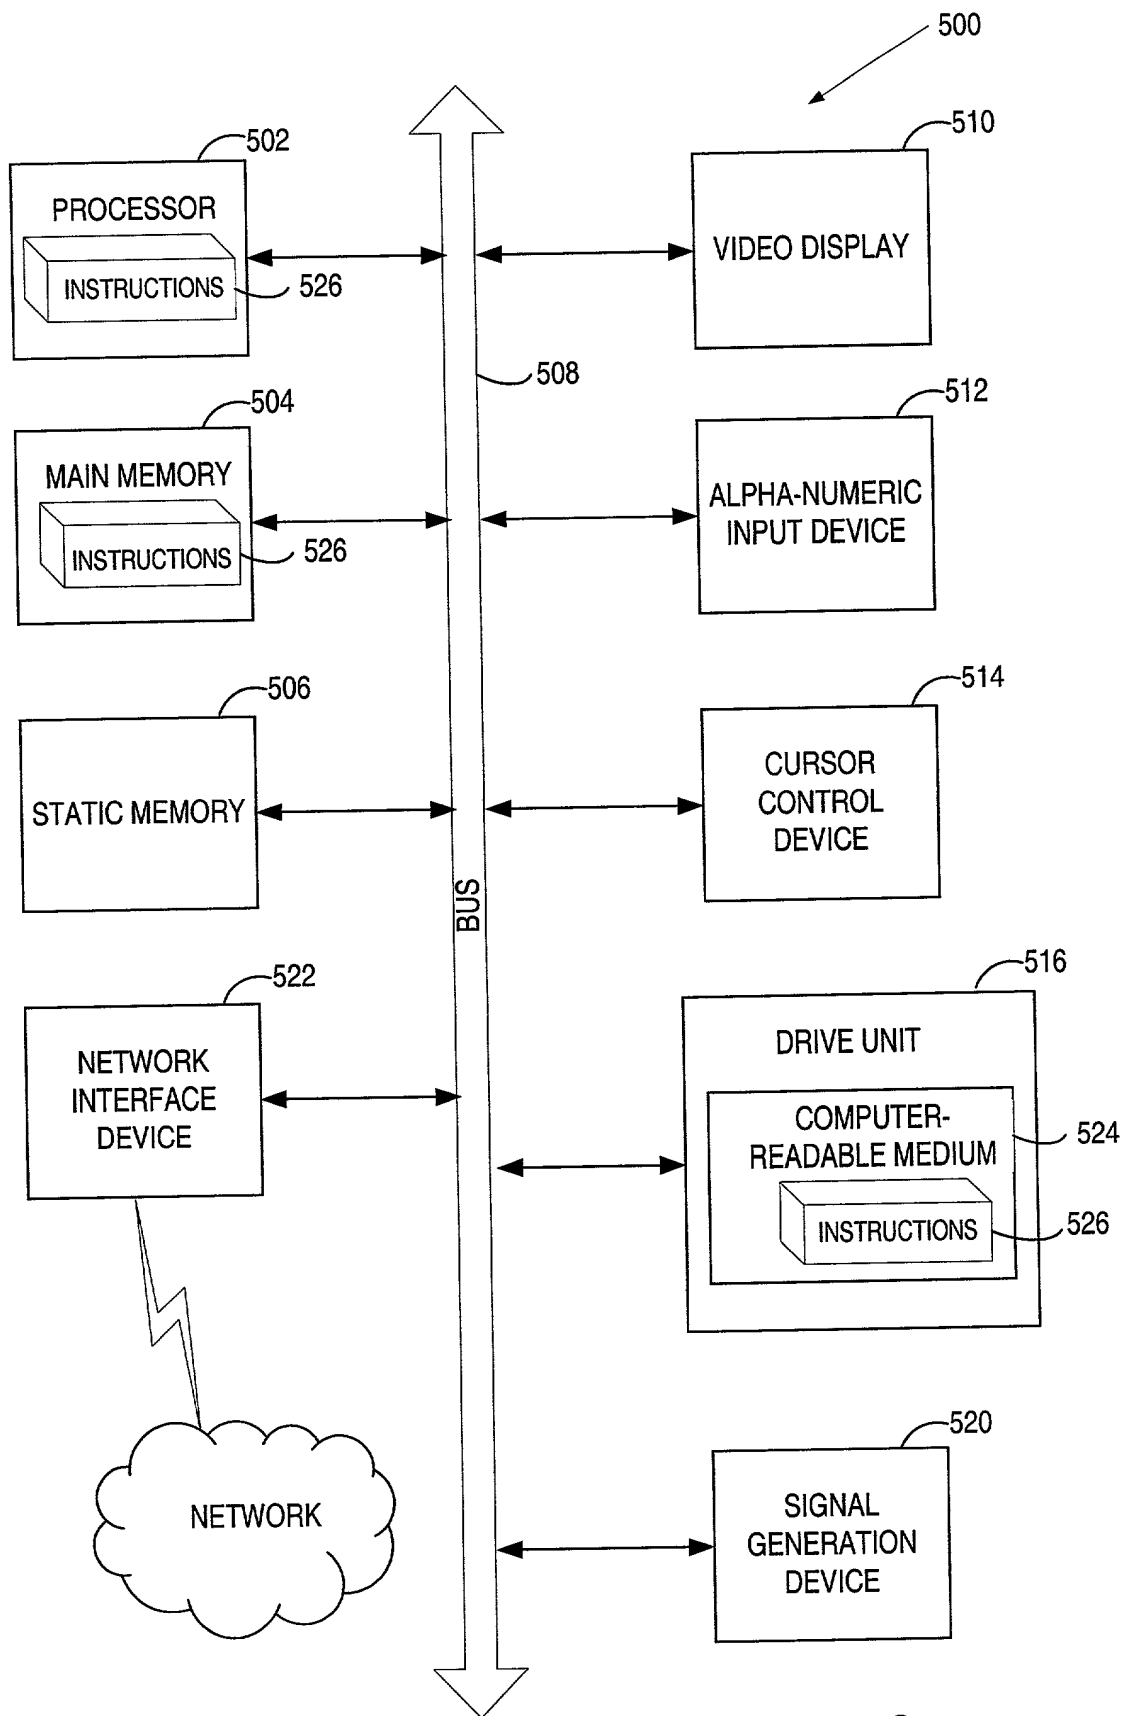 500
502
PROCESSOR
INSTRUCTIONS
526
510
VIDEO DISPLAY
508
504
MAIN MEMORY
INSTRUCTIONS
526
512
ALPHA-NUMERIC
INPUT DEVICE
506
STATIC MEMORY
514
CURSOR
CONTROL
DEVICE
BUS
522
NETWORK
INTERFACE
DEVICE
516
DRIVE UNIT
COMPUTER-
READABLE MEDIUM
524
INSTRUCTIONS
526
NETWORK
520
SIGNAL
GENERATION
DEVICE